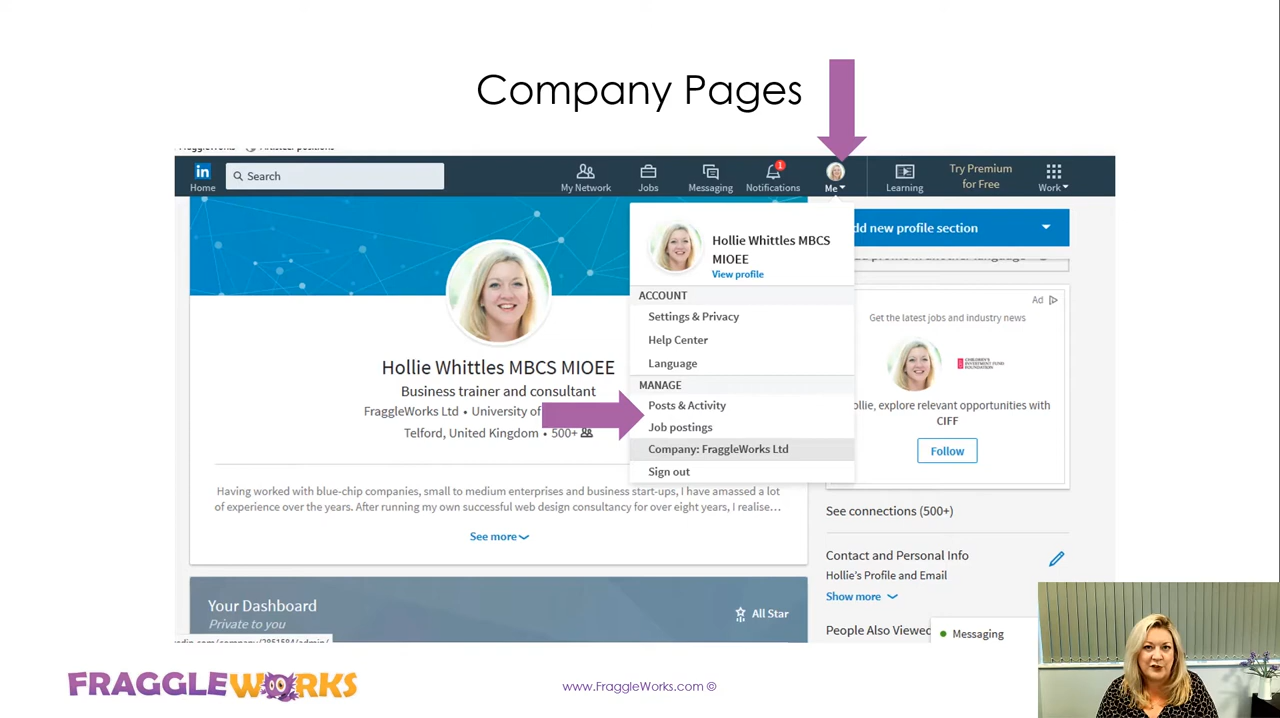 Company Pages
in
Search
1
Home
My Network
Jobs
Messaging
Notifications
Me
Learning
Try Premium
for Free
Work
Hollie Whittles MBCS
MIOEE
View profile
ACCOUNT
Settings & Privacy
Help Center
Language
MANAGE
Posts & Activity
Job postings
Company: FraggleWorks Ltd
Sign out
Hollie Whittles MBCS MIOEE
Business trainer and consultant
FraggleWorks Ltd • University of
Telford, United Kingdom • 500+
Having worked with blue-chip companies, small to medium enterprises and business start-ups, I have amassed a lot
of experience over the years. After running my own successful web design consultancy for over eight years, I realise…
See more
Your Dashboard
Private to you
All Star
dd new profile section
Ad
Get the latest jobs and industry news
CHILDREN'S
INVESTMENT FUND
FOUNDATION
ollie, explore relevant opportunities with
CIFF
Follow
See connections (500+)
Contact and Personal Info
Hollie's Profile and Email
Show more
People Also Viewed
Messaging
FRAGGLEWORKS
www.FraggleWorks.com ©